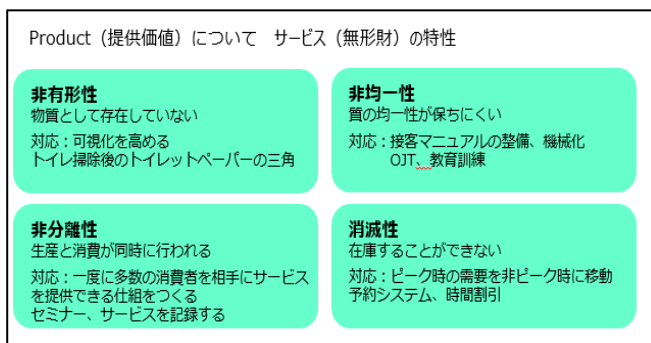 Product（提供価値）について　サービス（無形財）の特性
非有形性
物質として存在していない
対応：可視化を高める
トイレ掃除後のトイレットペーパーの三角
非均一性
質の均一性が保ちにくい
対応：接客マニュアルの整備、機械化
OJT、教育訓練
非分離性
生産と消費が同時に行われる
対応：一度に多数の消費者を相手にサービス
を提供できる仕組をつくる
セミナー、サービスを記録する
消滅性
在庫することができない
対応：ピーク時の需要を非ピーク時に移動
予約システム、時間割引